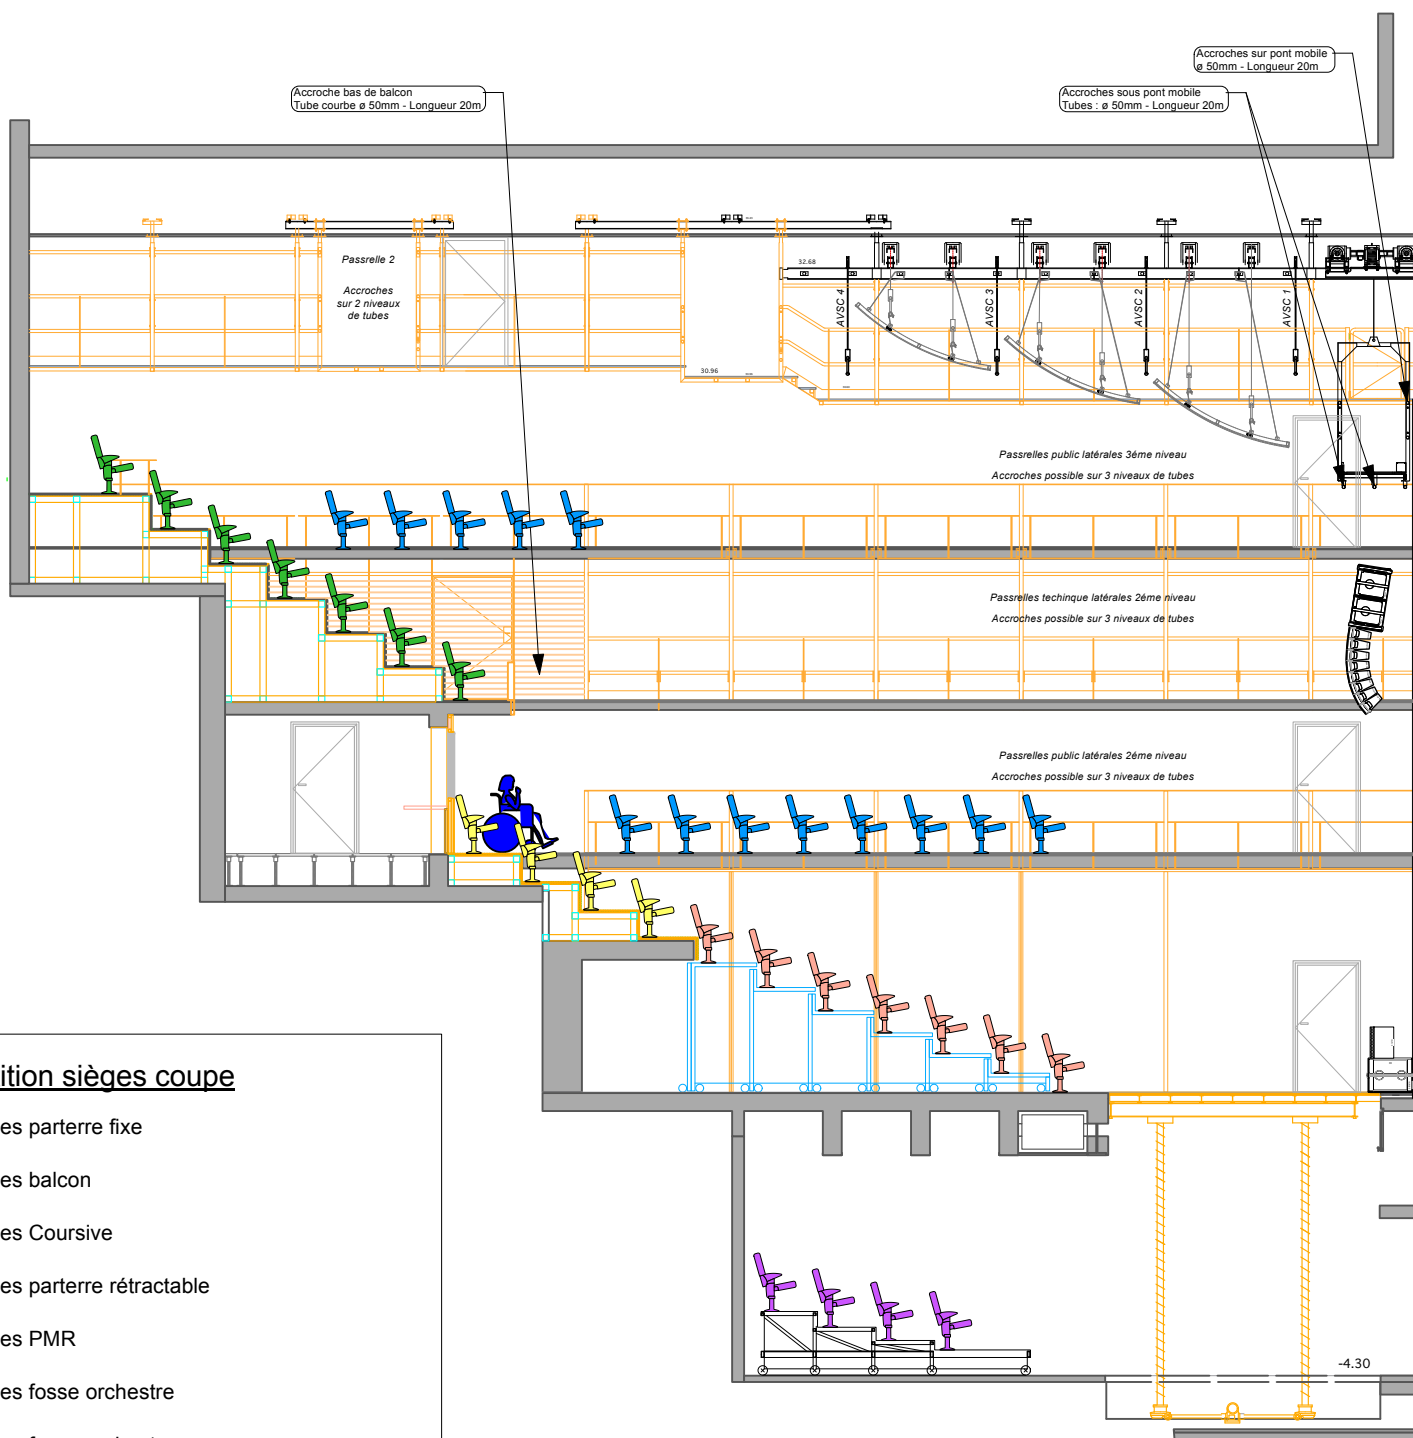 Accroches sur pont mobile
ø 50mm - Longueur 20m
Accroche bas de balcon
Tube courbe ø 50mm - Longueur 20m
Accroches sous pont mobile
Tubes : ø 50mm - Longueur 20m
Passrelle 2
Accroches
sur 2 niveaux
de tubes
32.68
AVSC 4
AVSC 3
AVSC 2
AVSC 1
30.96
Passrelles public latérales 3éme niveau
Accroches possible sur 3 niveaux de tubes
Passrelles techinque latérales 2éme niveau
Accroches possible sur 3 niveaux de tubes
Passrelles public latérales 2éme niveau
Accroches possible sur 3 niveaux de tubes
ition sièges coupe
es parterre fixe
es balcon
es Coursive
es parterre rétractable
es PMR
es fosse orchestre
-4.30